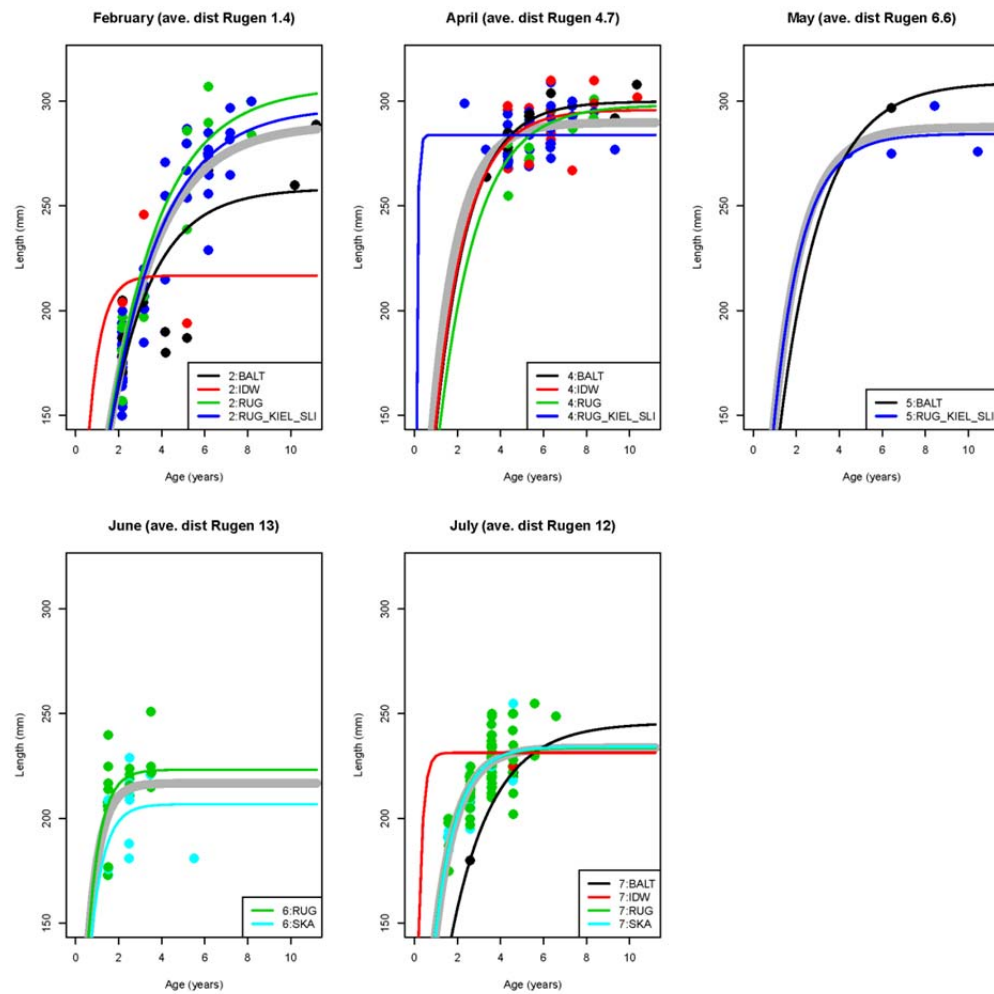 February (ave. dist Rugen 1.4)
Length (mm)
300
250
200
150
2:BALT
2:IDW
2:RUG
2:RUG_KIEL_SLI
0 2 4 6 8 10
Age (years)
April (ave. dist Rugen 4.7)
Length (mm)
300
250
200
150
4:BALT
4:IDW
4:RUG
4:RUG_KIEL_SLI
0 2 4 6 8 10
Age (years)
May (ave. dist Rugen 6.6)
Length (mm)
300
250
200
150
5:BALT
5:RUG_KIEL_SLI
0 2 4 6 8 10
Age (years)
June (ave. dist Rugen 13)
Length (mm)
300
250
200
150
6:RUG
6:SKA
0 2 4 6 8 10
Age (years)
July (ave. dist Rugen 12)
Length (mm)
300
250
200
150
7:BALT
7:IDW
7:RUG
7:SKA
0 2 4 6 8 10
Age (years)